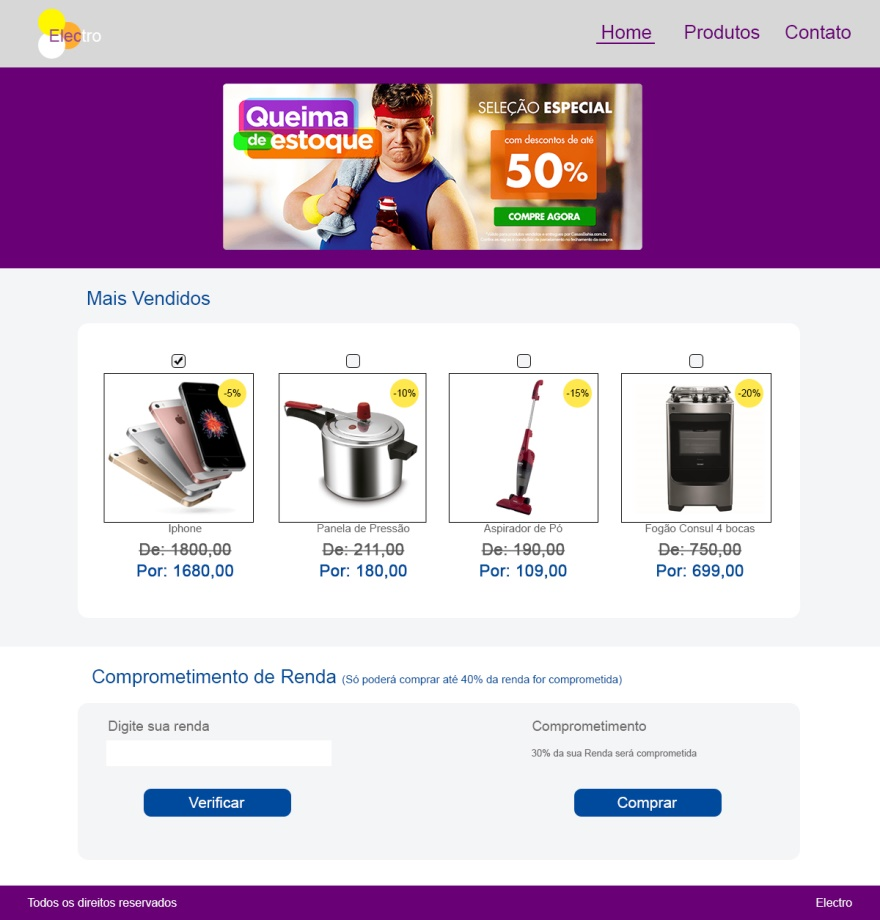 Electro
Home
Produtos
Contato
Queima
de estoque
SELEÇÃO ESPECIAL
com descontos de até
50%
COMPRE AGORA
Mais Vendidos
-5%
-10%
-15%
-20%
Iphone
Panela de Pressão
Aspirador de Pó
Fogão Consul 4 bocas
De: 1800,00
De: 211,00
De: 190,00
De: 750,00
Por: 1680,00
Por: 180,00
Por: 109,00
Por: 699,00
Comprometimento de Renda (Só poderá comprar até 40% da renda for comprometida)
Digite sua renda
Comprometimento
30% da sua Renda será comprometida
Verificar
Comprar
Todos os direitos reservados
Electro